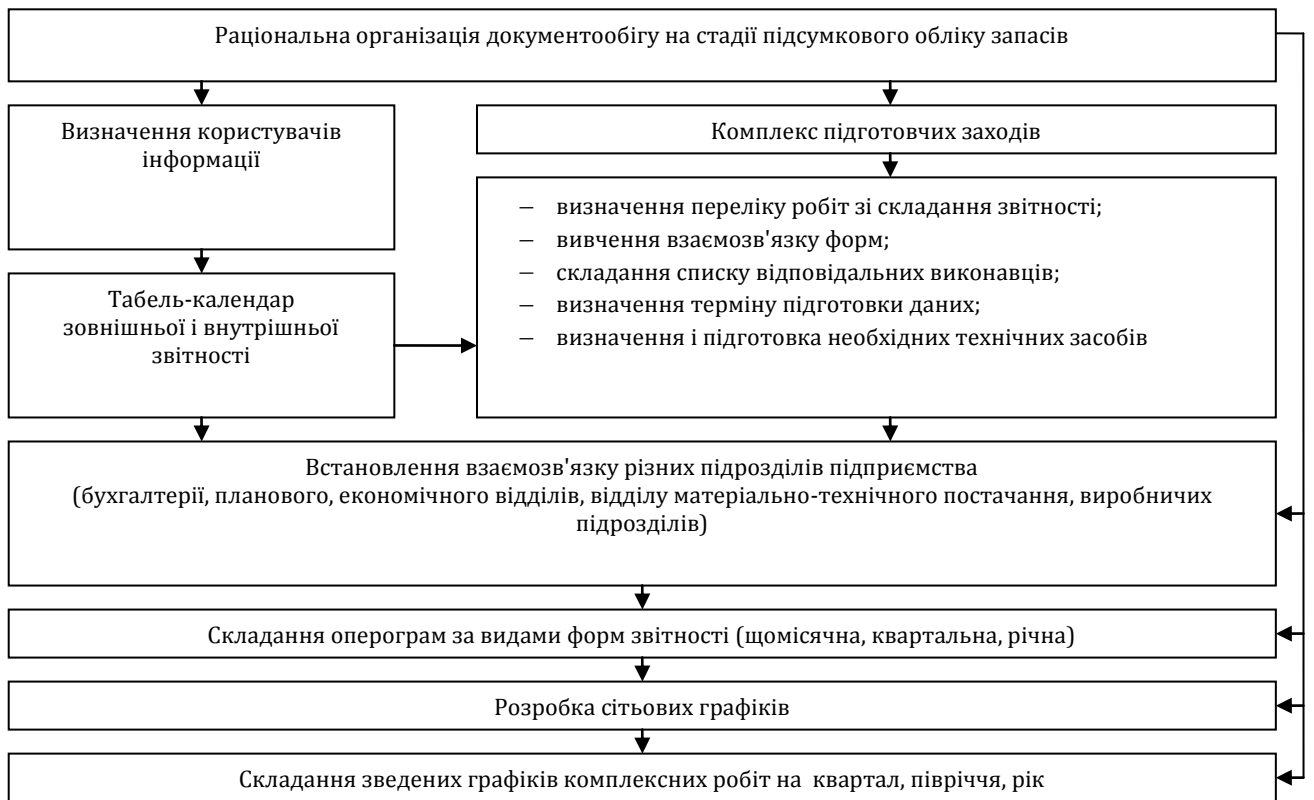 Раціональна організація документообігу на стадії підсумкового обліку запасів
Визначення користувачів
інформації
Комплекс підготовчих заходів
– визначення переліку робіт зі складання звітності;
– вивчення взаємозв'язку форм;
– складання списку відповідальних виконавців;
– визначення терміну підготовки даних;
– визначення і підготовка необхідних технічних засобів
Табель-календар
зовнішньої і внутрішньої
звітності
Встановлення взаємозв'язку різних підрозділів підприємства
(бухгалтерії, планового, економічного відділів, відділу матеріально-технічного постачання, виробничих
підрозділів)
Складання оперограм за видами форм звітності (щомісячна, квартальна, річна)
Розробка сітьових графіків
Складання зведених графіків комплексних робіт на квартал, півріччя, рік